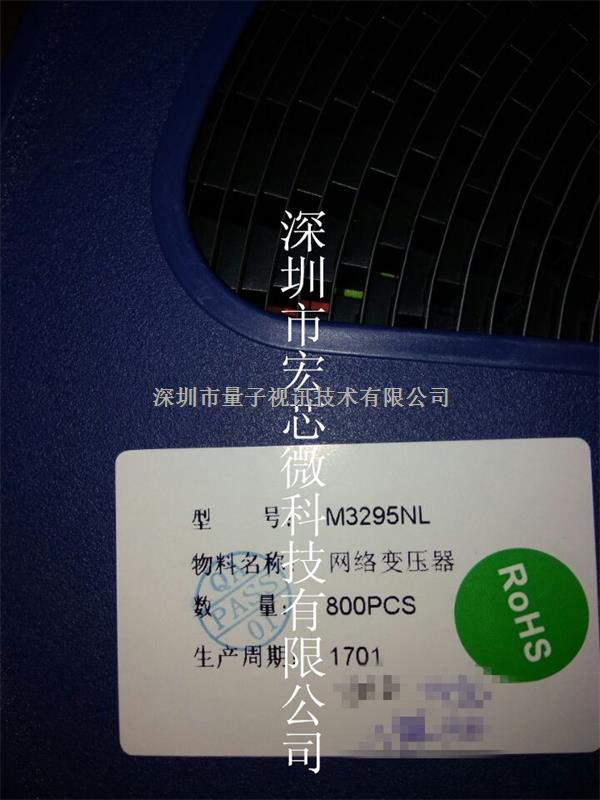 深圳市宏芯微科技有限公司
深圳市量子视讯技术有限公司
型 号: M3295NL
物料名称: 网络变压器
数 量: 800PCS
生产周期: 1701
QA
PASS
01
RoHS